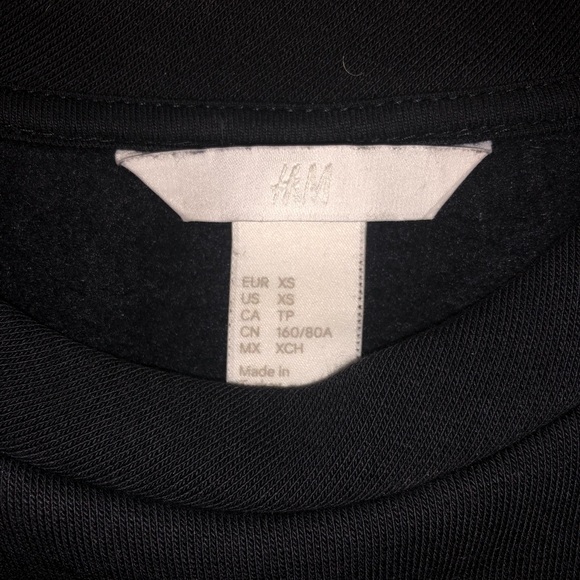 H&M
EUR XS
US XS
CA TP
CN 160/80A
MX XCH
Made in